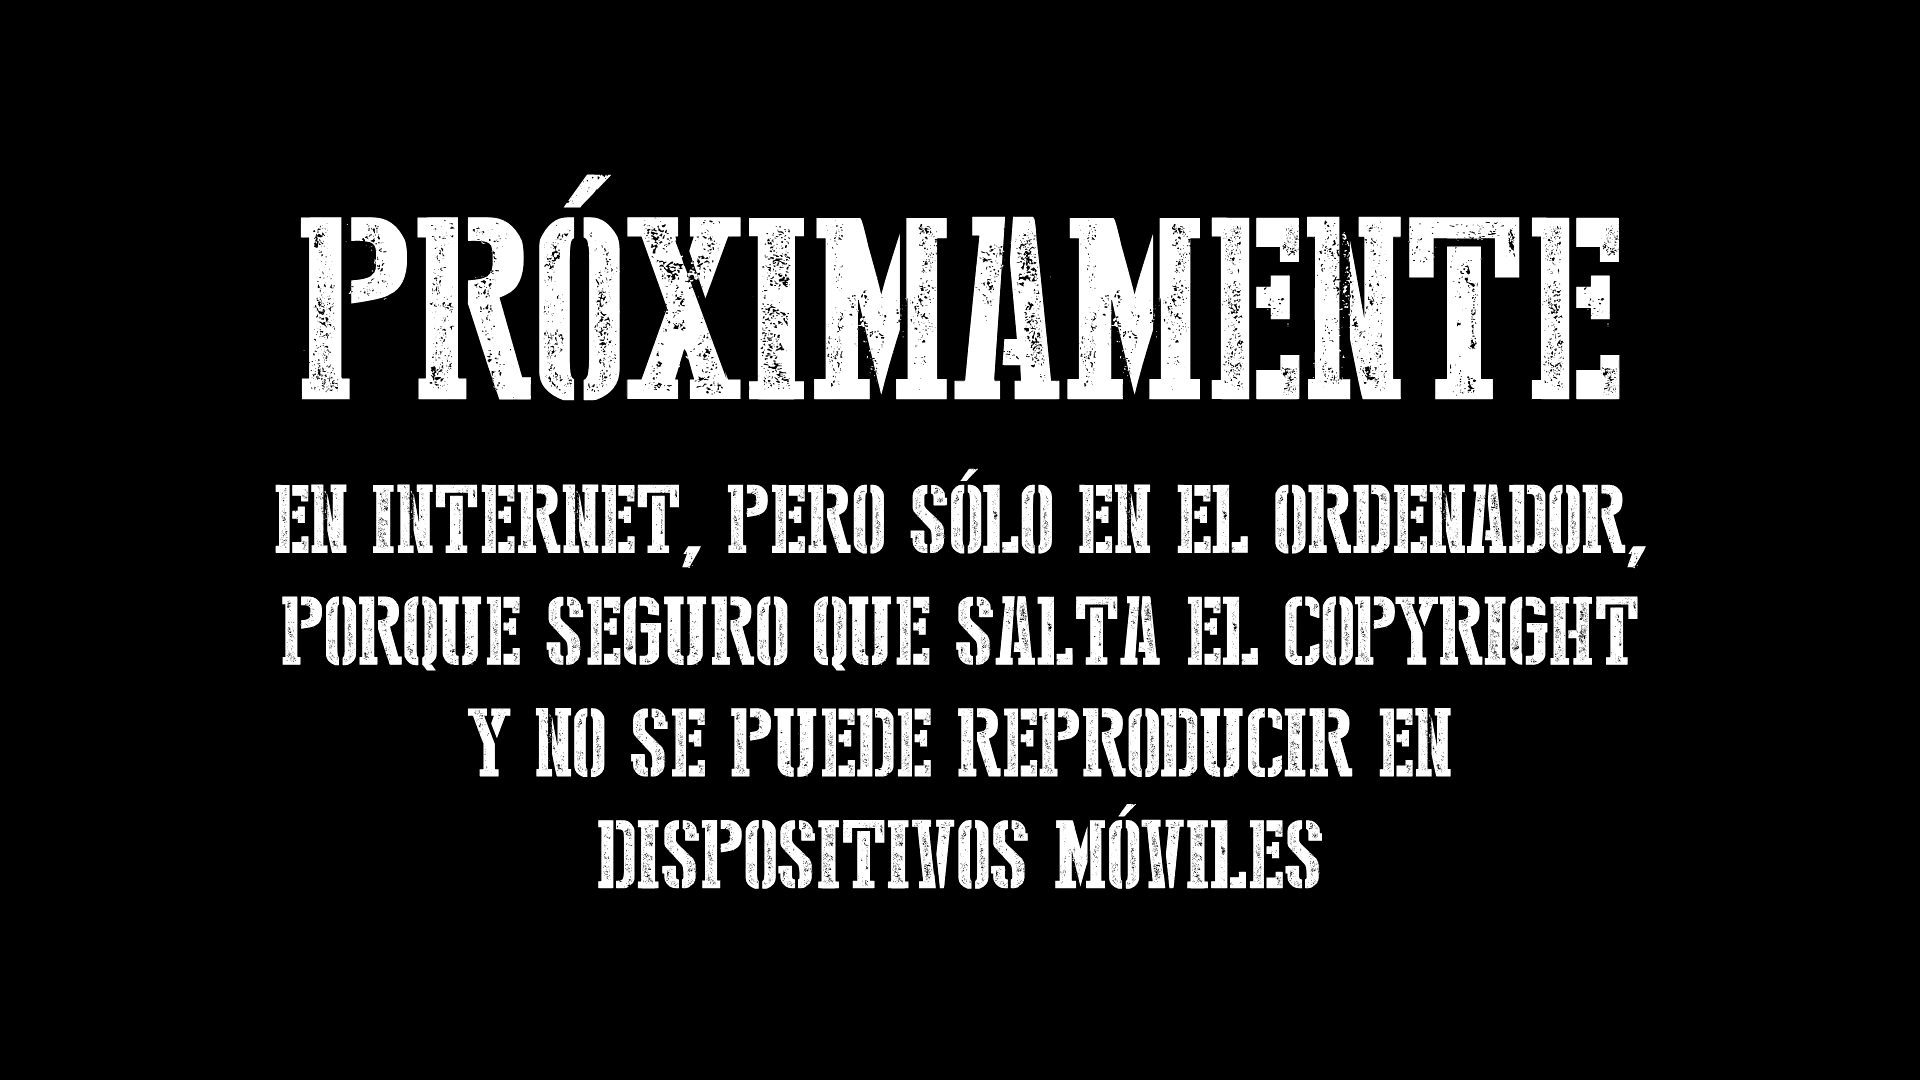 PRÓXIMAMENTE
EN INTERNET, PERO SÓLO EN EL ORDENADOR,
PORQUE SEGURO QUE SALTA EL COPYRIGHT
Y NO SE PUEDE REPRODUCIR EN
DISPOSITIVOS MÓVILES